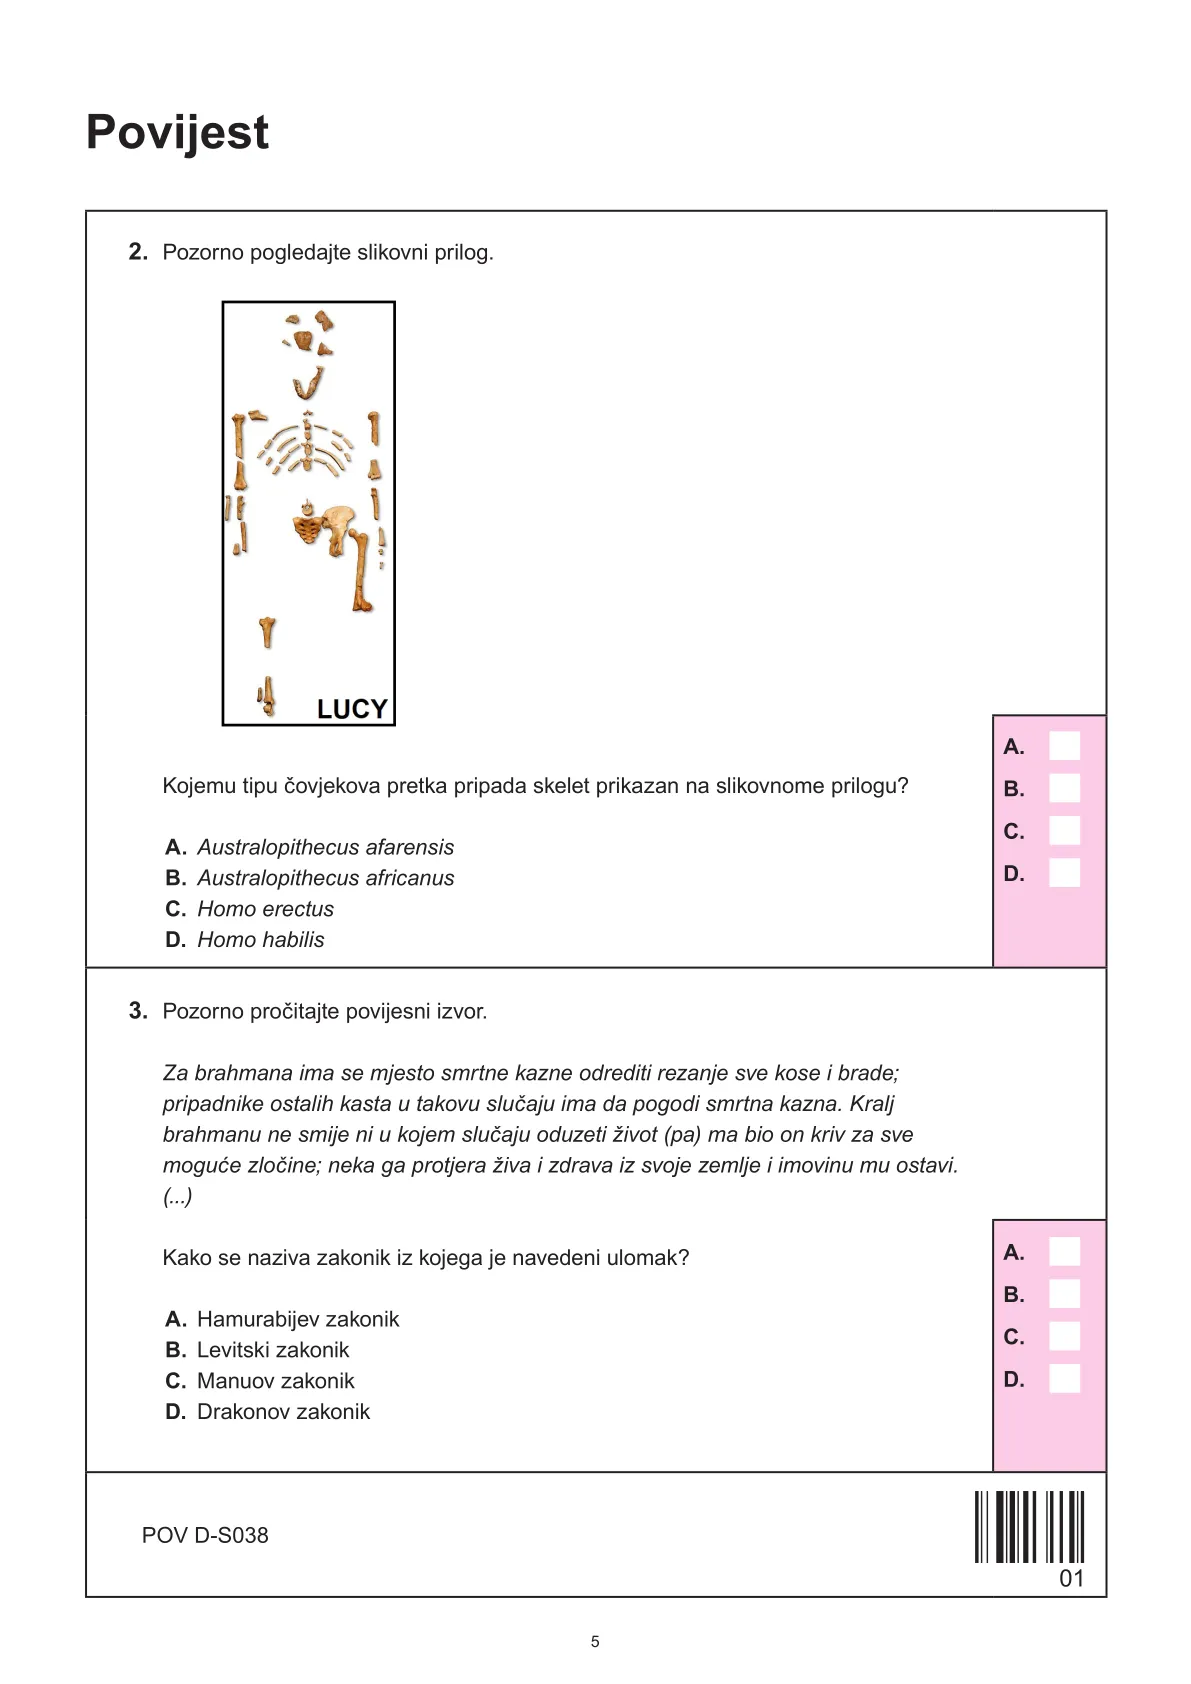 Povijest
2. Pozorno pogledajte slikovni prilog.
LUCY
Kojemu tipu čovjekova pretka pripada skelet prikazan na slikovnome prilogu?
A. Australopithecus afarensis
B. Australopithecus africanus
C. Homo erectus
D. Homo habilis
A.
B.
C.
D.
3. Pozorno pročitajte povijesni izvor.
Za brahmana ima se mjesto smrtne kazne odrediti rezanje sve kose i brade;
pripadnike ostalih kasta u takovu slučaju ima da pogodi smrtna kazna. Kralj
brahmanu ne smije ni u kojem slučaju oduzeti život (pa) ma bio on kriv za sve
moguće zločine; neka ga protjera živa i zdrava iz svoje zemlje i imovinu mu ostavi.
(...)
Kako se naziva zakonik iz kojega je navedeni ulomak?
A. Hamurabijev zakonik
B. Levitski zakonik
C. Manuov zakonik
D. Drakonov zakonik
A.
B.
C.
D.
POV D-S038
01
5